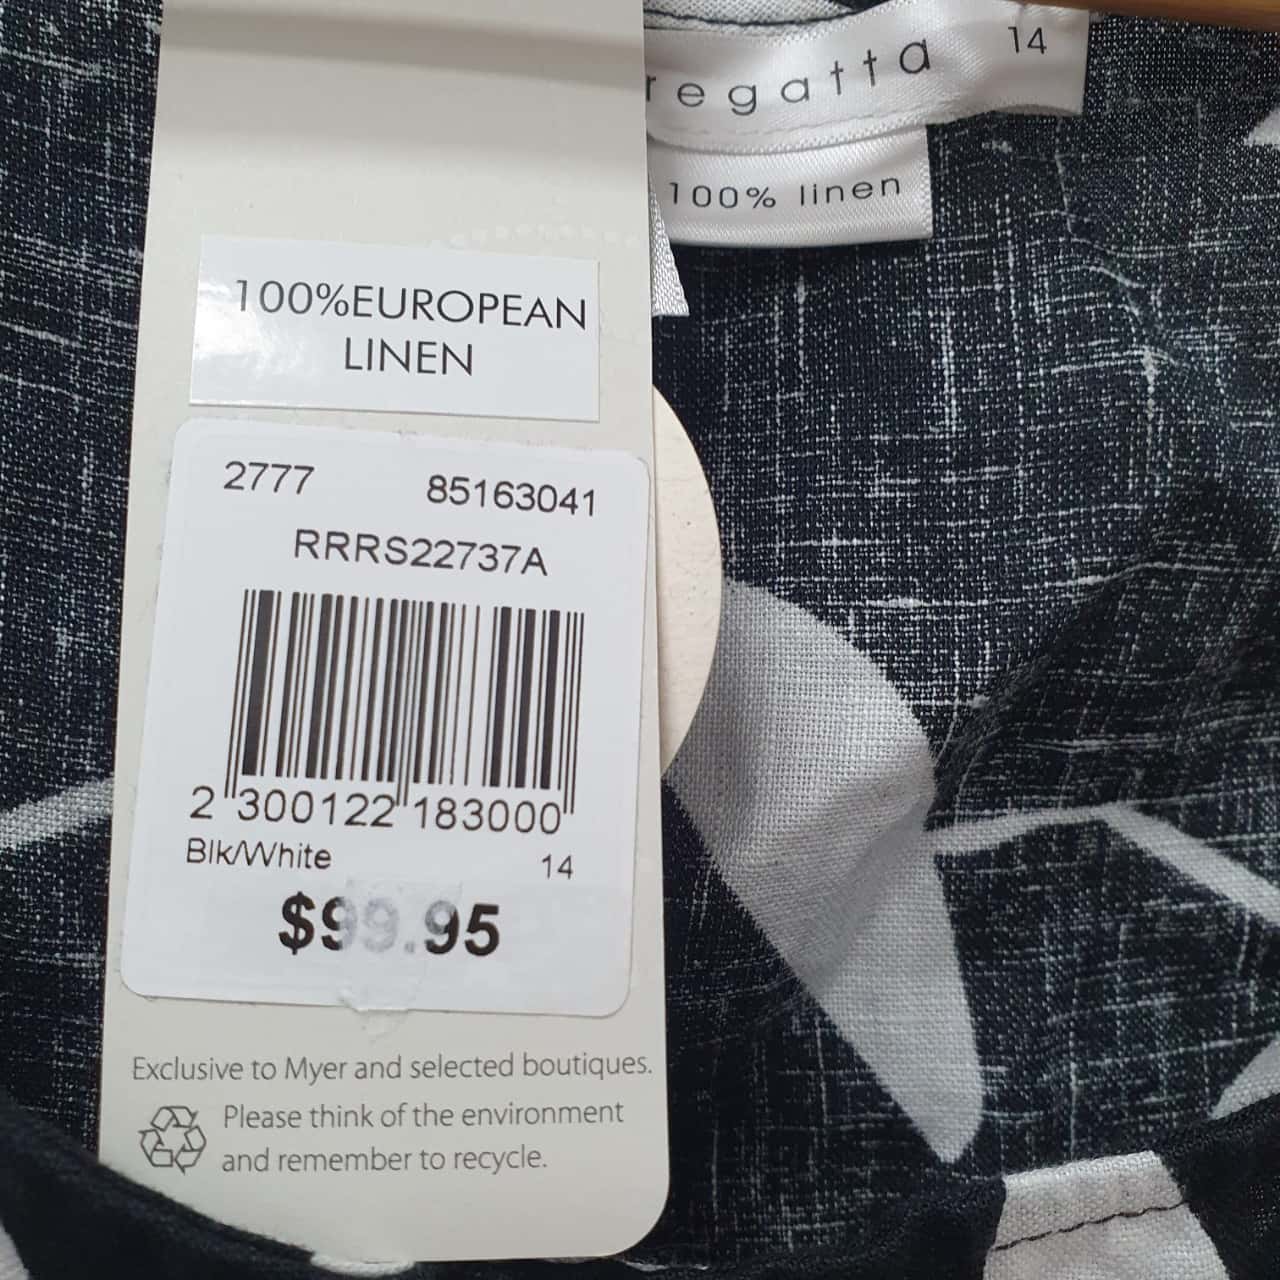 regatta 14
100% linen
100%EUROPEAN
LINEN
2777 85163041
RRRS22737A
2 300122 183000
Blk/White 14
$99.95
Exclusive to Myer and selected boutiques.
Please think of the environment
and remember to recycle.